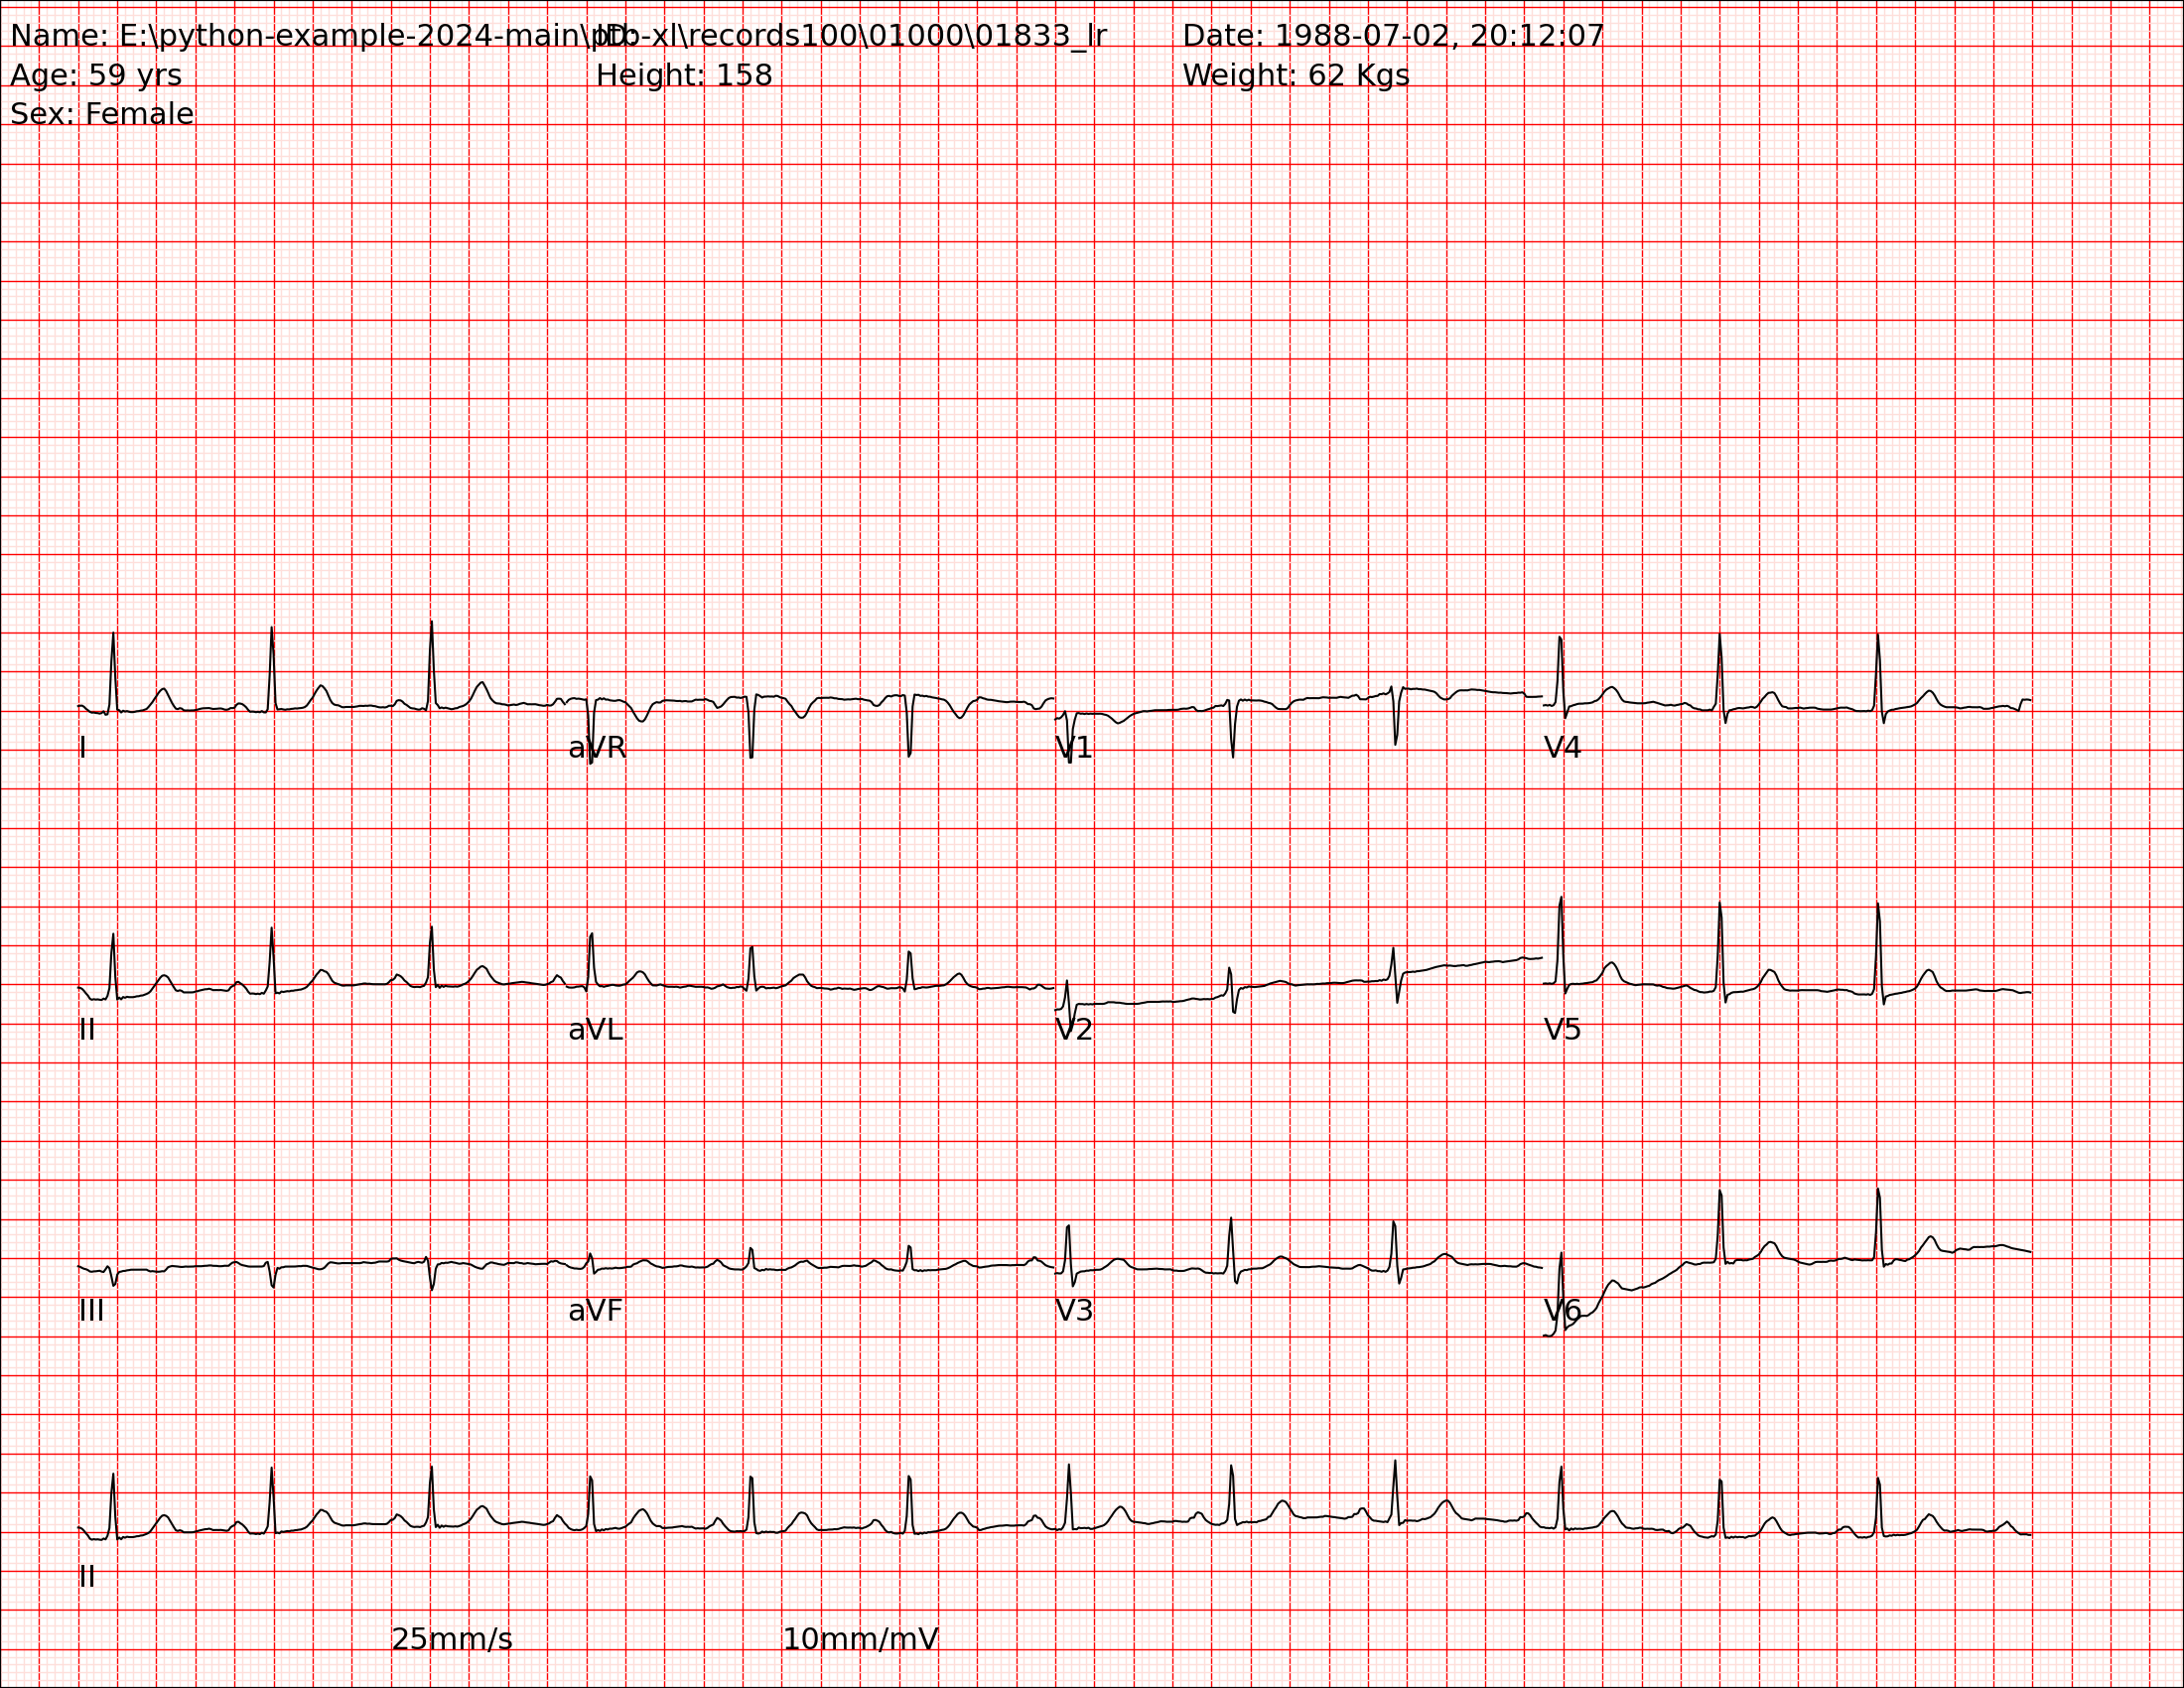 Name: E:\python-example-2024-main\ptb-xl\records100\01000\01833_lr ID: Date: 1988-07-02, 20:12:07
Age: 59 yrs Height: 158 Weight: 62 Kgs
Sex: Female
I aVR V1 V4
II aVL V2 V5
III aVF V3 V6
II
25mm/s 10mm/mV